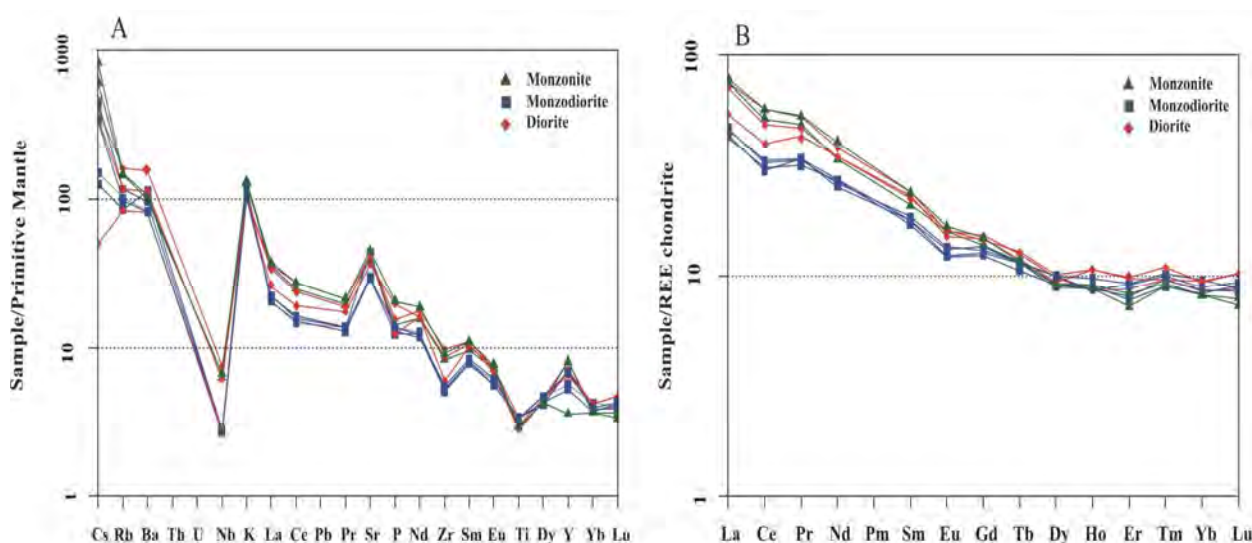 A
Sample/Primitive Mantle
1000
100
10
1
Monzonite
Monzodiorite
Diorite
Cs Rb Ba Tb U Nb K La Ce Pb Pr Sr P Nd Zr Sm Eu Ti Dy Y Yb Lu
B
Sample/REE chondrite
100
10
1
Monzonite
Monzodiorite
Diorite
La Ce Pr Nd Pm Sm Eu Gd Tb Dy Ho Er Tm Yb Lu